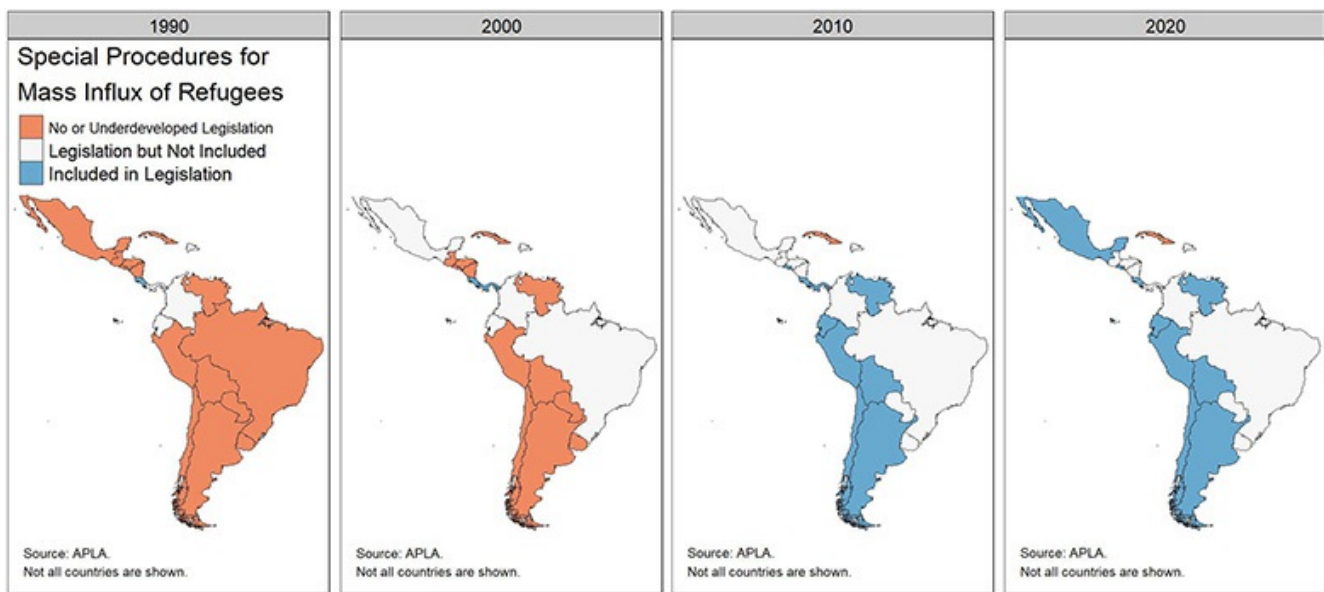 1990
2000
2010
2020
Special Procedures for
Mass Influx of Refugees
No or Underdeveloped Legislation
Legislation but Not Included
Included in Legislation
Source: APLA.
Not all countries are shown.
Source: APLA.
Not all countries are shown.
Source: APLA.
Not all countries are shown.
Source: APLA.
Not all countries are shown.